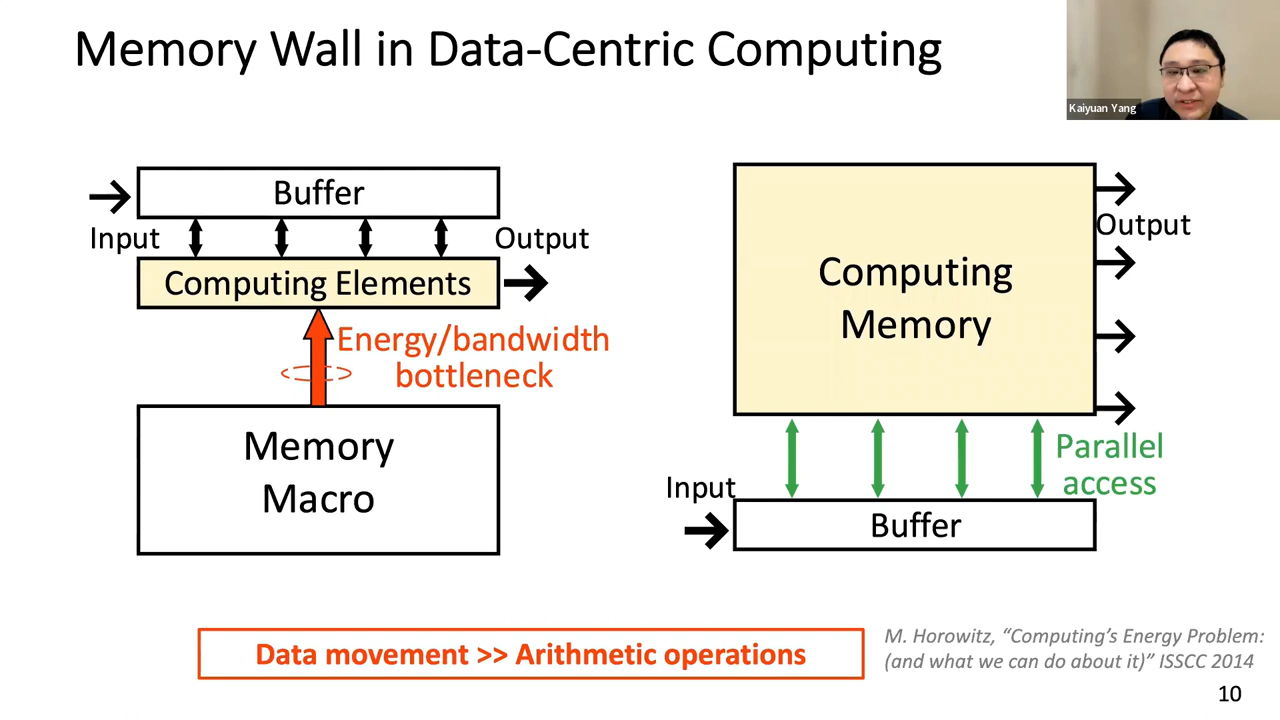 Memory Wall in Data-Centric Computing
Kaiyuan Yang
Buffer
Input
Output
Computing Elements
Energy/bandwidth
bottleneck
Memory
Macro
Computing
Memory
Output
Parallel
access
Input
Buffer
Data movement >> Arithmetic operations
M. Horowitz, “Computing’s Energy Problem:
(and what we can do about it)” ISSCC 2014
10